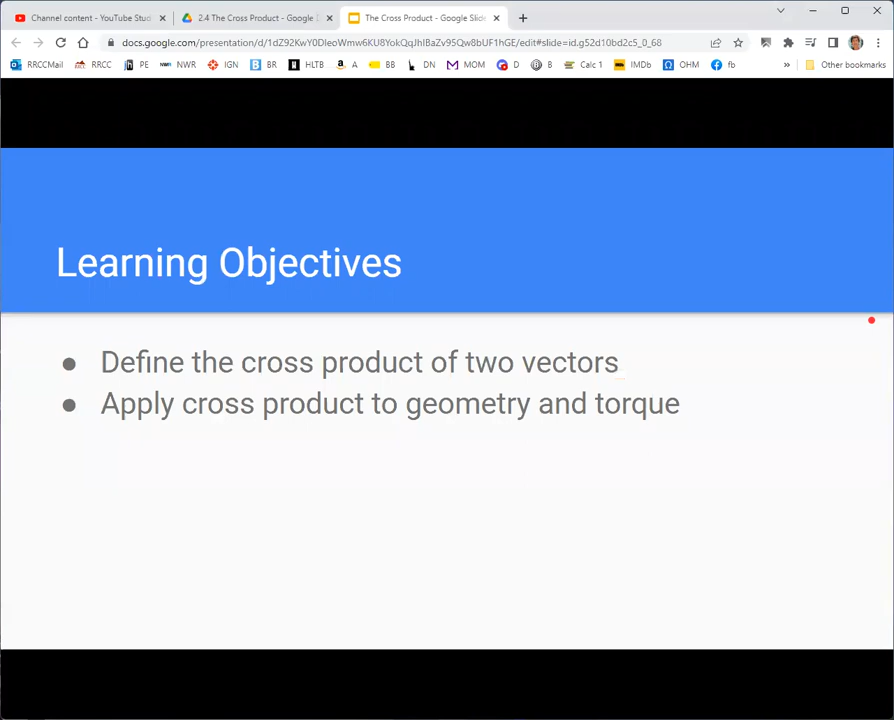 Channel content - YouTube Stud
2.4 The Cross Product - Google D
The Cross Product - Google Slide
docs.google.com/presentation/d/1dZ92KwY0DleoWmw6KU8YokQqJhIBaZv95Qw8bUF1hGE/edit#slide=id.g52d10bd2c5_0_68
RRCCMail RRCC PE NWR IGN BR HLTB A BB DN MOM D B Calc 1 IMDb OHM fb » Other bookmarks
Learning Objectives
● Define the cross product of two vectors
● Apply cross product to geometry and torque